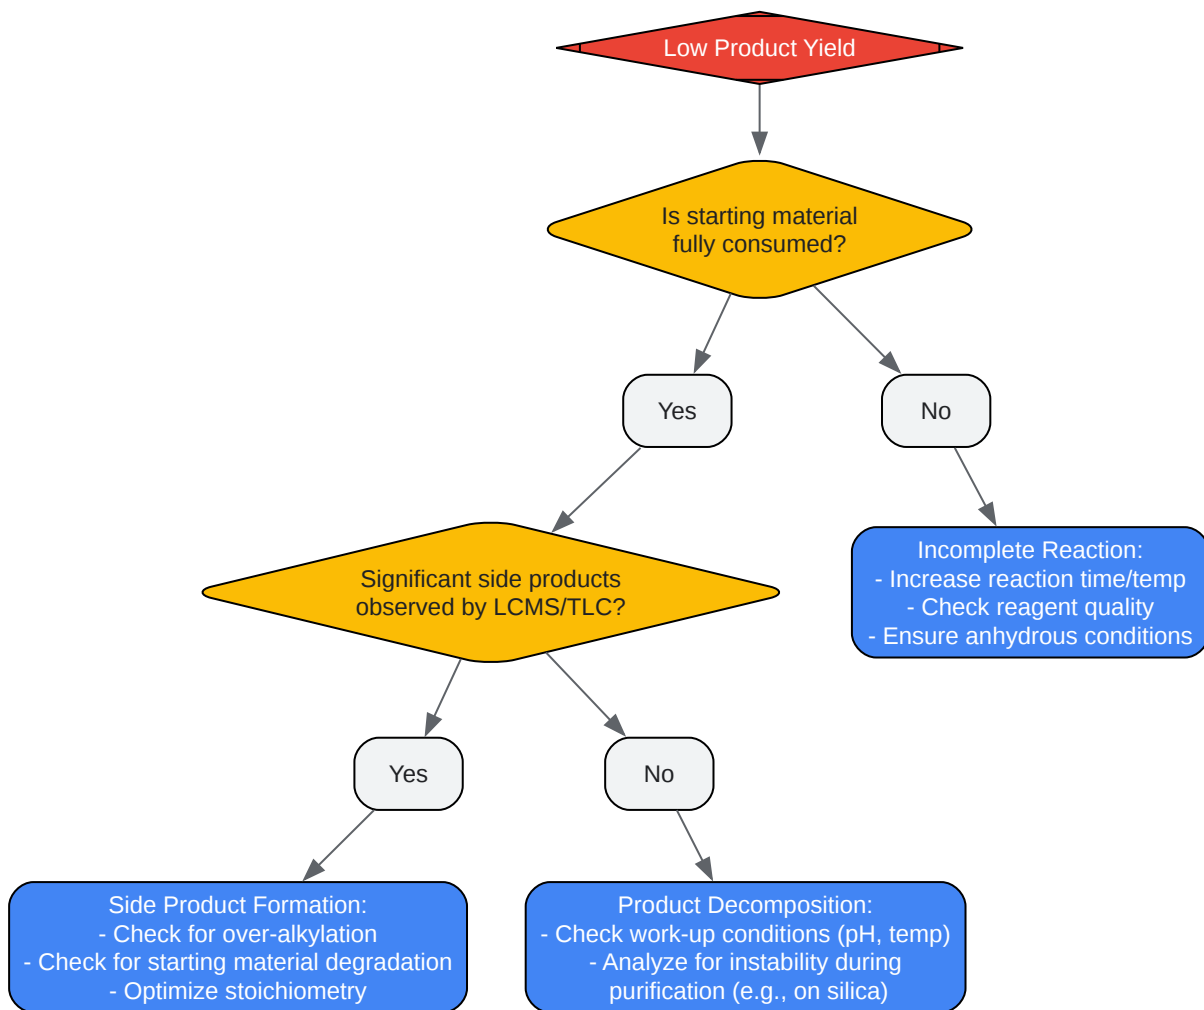 Low Product Yield
Is starting material
fully consumed?
Yes
No
Significant side products
observed by LCMS/TLC?
Incomplete Reaction:
- Increase reaction time/temp
- Check reagent quality
- Ensure anhydrous conditions
Yes
No
Side Product Formation:
- Check for over-alkylation
- Check for starting material degradation
- Optimize stoichiometry
Product Decomposition:
- Check work-up conditions (pH, temp)
- Analyze for instability during
purification (e.g., on silica)